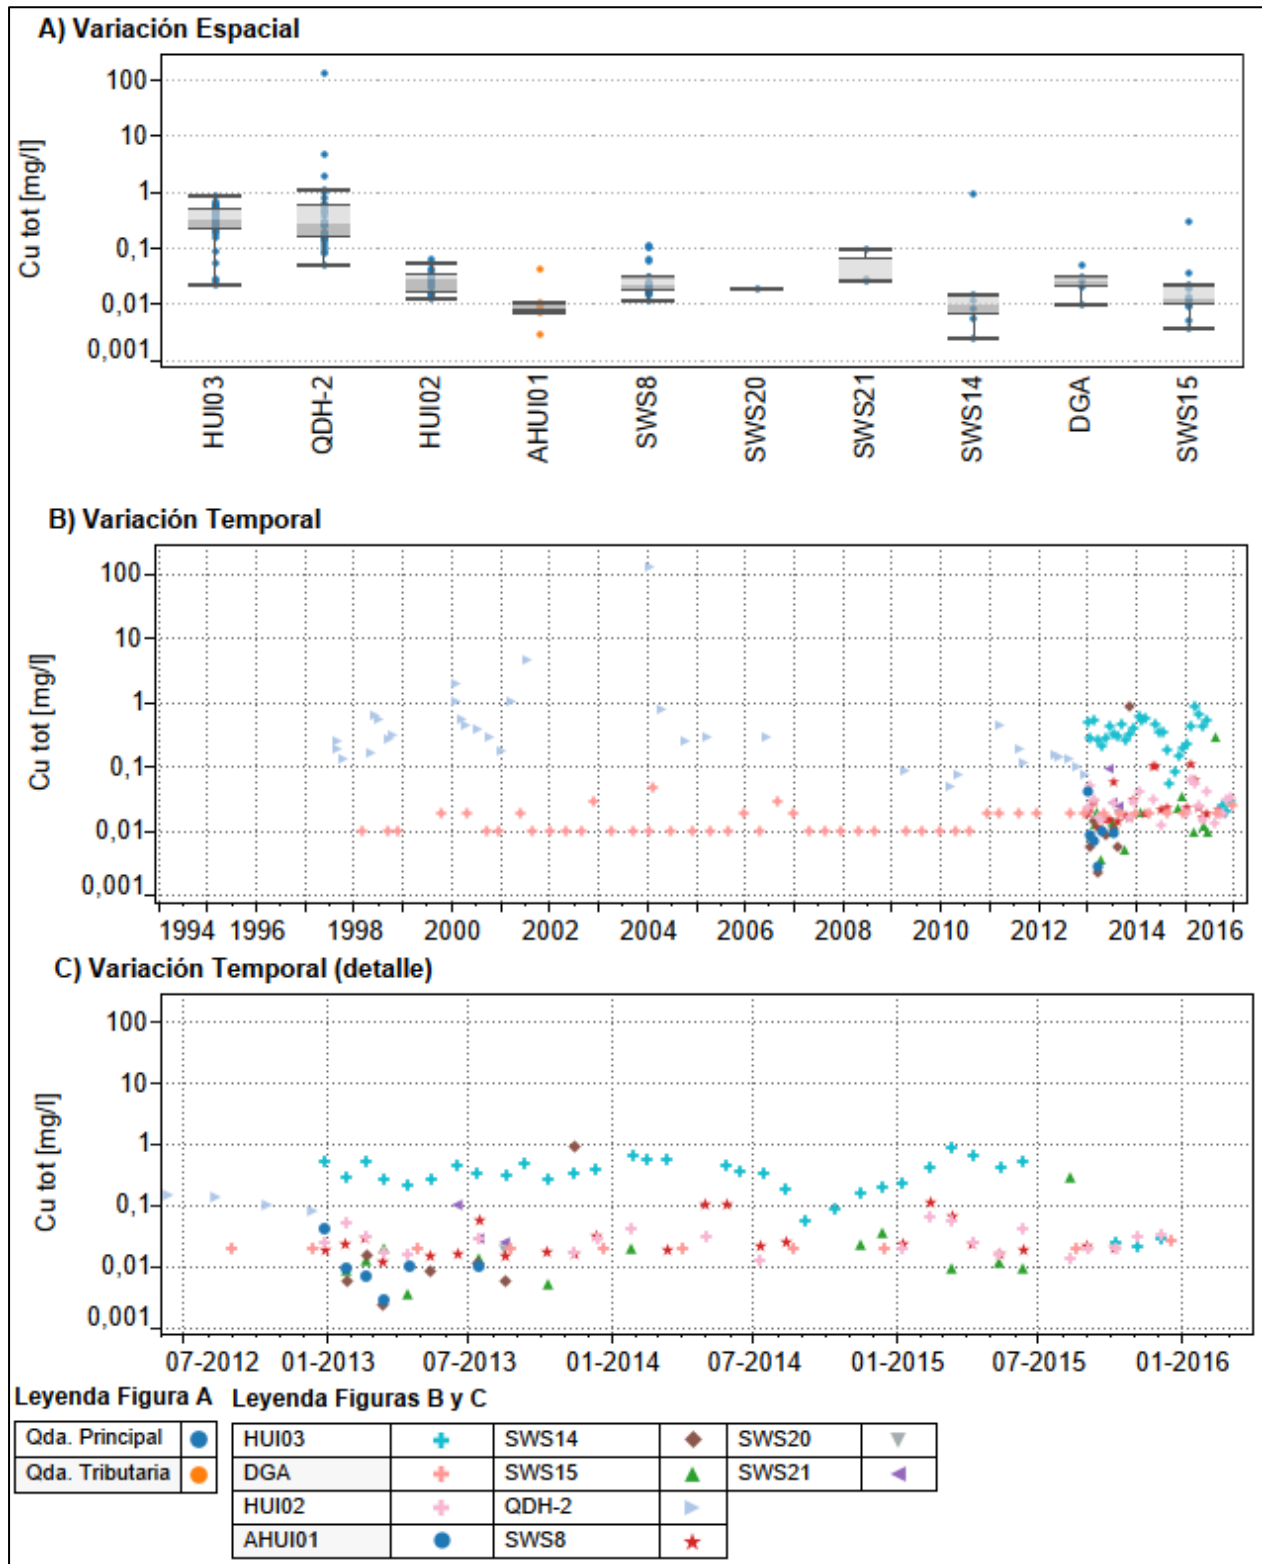 A) Variación Espacial
Cu tot [mg/l]
100
10
1
0,1
0,01
0,001
HUI03
QDH-2
HUI02
AHUI01
SWS8
SWS20
SWS21
SWS14
DGA
SWS15
B) Variación Temporal
Cu tot [mg/l]
100
10
1
0,1
0,01
0,001
1994 1996 1998 2000 2002 2004 2006 2008 2010 2012 2014 2016
C) Variación Temporal (detalle)
Cu tot [mg/l]
100
10
1
0,1
0,01
0,001
07-2012 01-2013 07-2013 01-2014 07-2014 01-2015 07-2015 01-2016
Leyenda Figura A
Qda. Principal
Qda. Tributaria
Leyenda Figuras B y C
HUI03 SWS14 SWS20
DGA SWS15 SWS21
HUI02 QDH-2
AHUI01 SWS8